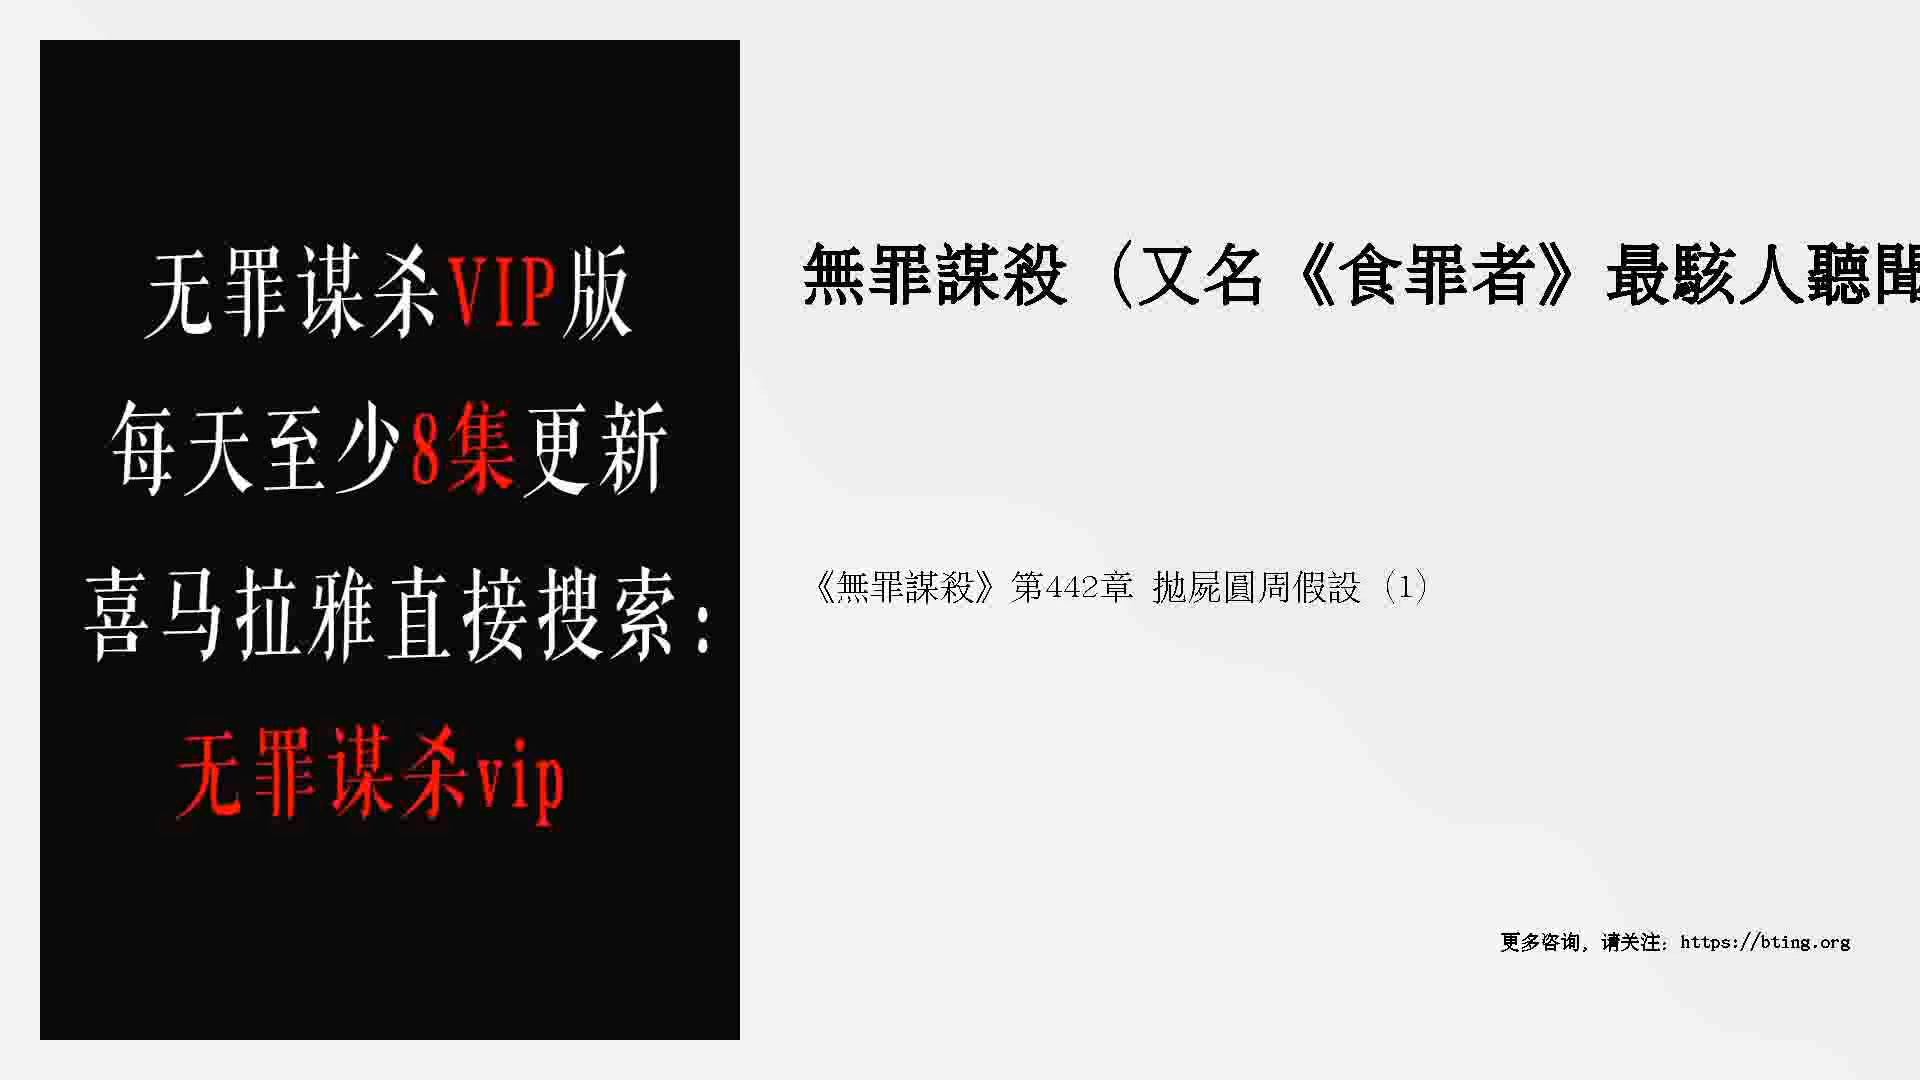 无罪谋杀VIP版
每天至少8集更新
喜马拉雅直接搜索：
无罪谋杀vip
無罪謀殺（又名《食罪者》最駭人聽聞
《無罪謀殺》第442章 拋屍圓周假設（1）
更多咨询，请关注：https://bting.org